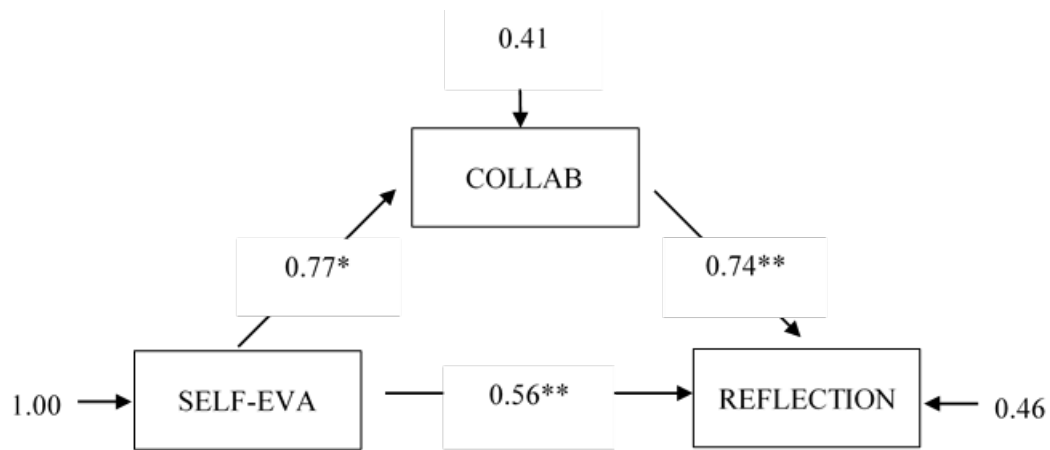 0.41
COLLAB
0.77*
0.74**
1.00
SELF-EVA
0.56**
REFLECTION
0.46